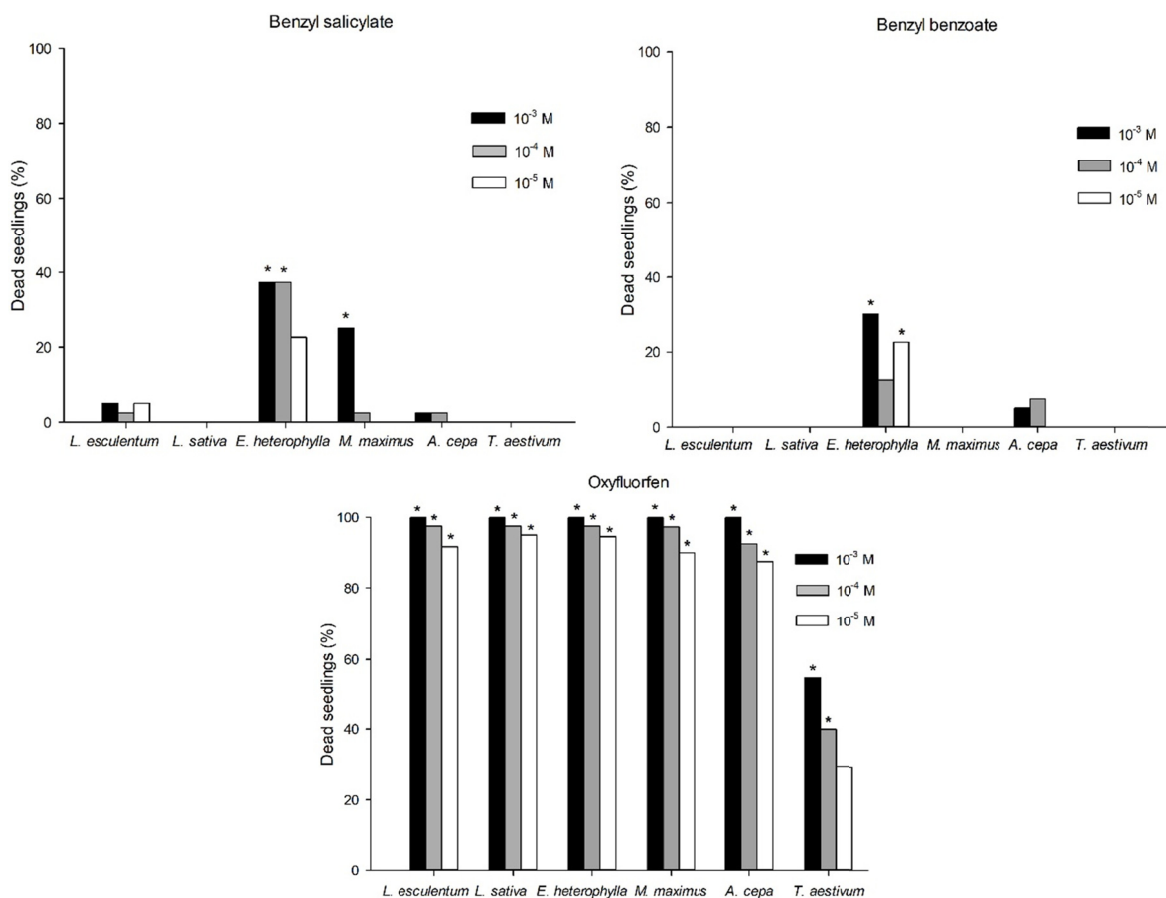 Benzyl salicylate
100
80
60
40
20
0
Dead seedlings (%)
10⁻³ M
10⁻⁴ M
10⁻⁵ M
* *
*
L. esculentum L. sativa E. heterophylla M. maximus A. cepa T. aestivum
Benzyl benzoate
100
80
60
40
20
0
Dead seedlings (%)
10⁻³ M
10⁻⁴ M
10⁻⁵ M
*
*
L. esculentum L. sativa E. heterophylla M. maximus A. cepa T. aestivum
Oxyfluorfen
100
80
60
40
20
0
Dead seedlings (%)
10⁻³ M
10⁻⁴ M
10⁻⁵ M
* * * * * * * * * * * * * * *
* *
L. esculentum L. sativa E. heterophylla M. maximus A. cepa T. aestivum